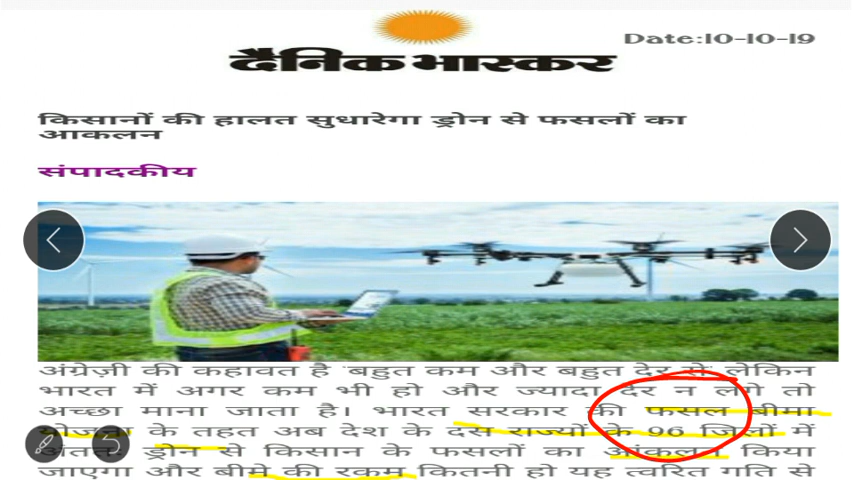 Date:10-10-19
दैनिक भास्कर
किसानों की हालत सुधारेगा ड्रोन से फसलों का
आकलन
संपादकीय
अंग्रेज़ी की कहावत है 'बहुत कम और बहुत देर से' लेकिन
भारत में अगर कम भी हो और ज्यादा देर न लगे तो
अच्छा माना जाता है। भारत सरकार की फसल बीमा
योजना के तहत अब देश के दस राज्यों के 96 जिलों में
ड्रोन से किसान के फसलों का आंकलन किया
जाएगा और बीमे की रकम कितनी हो यह त्वरित गति से